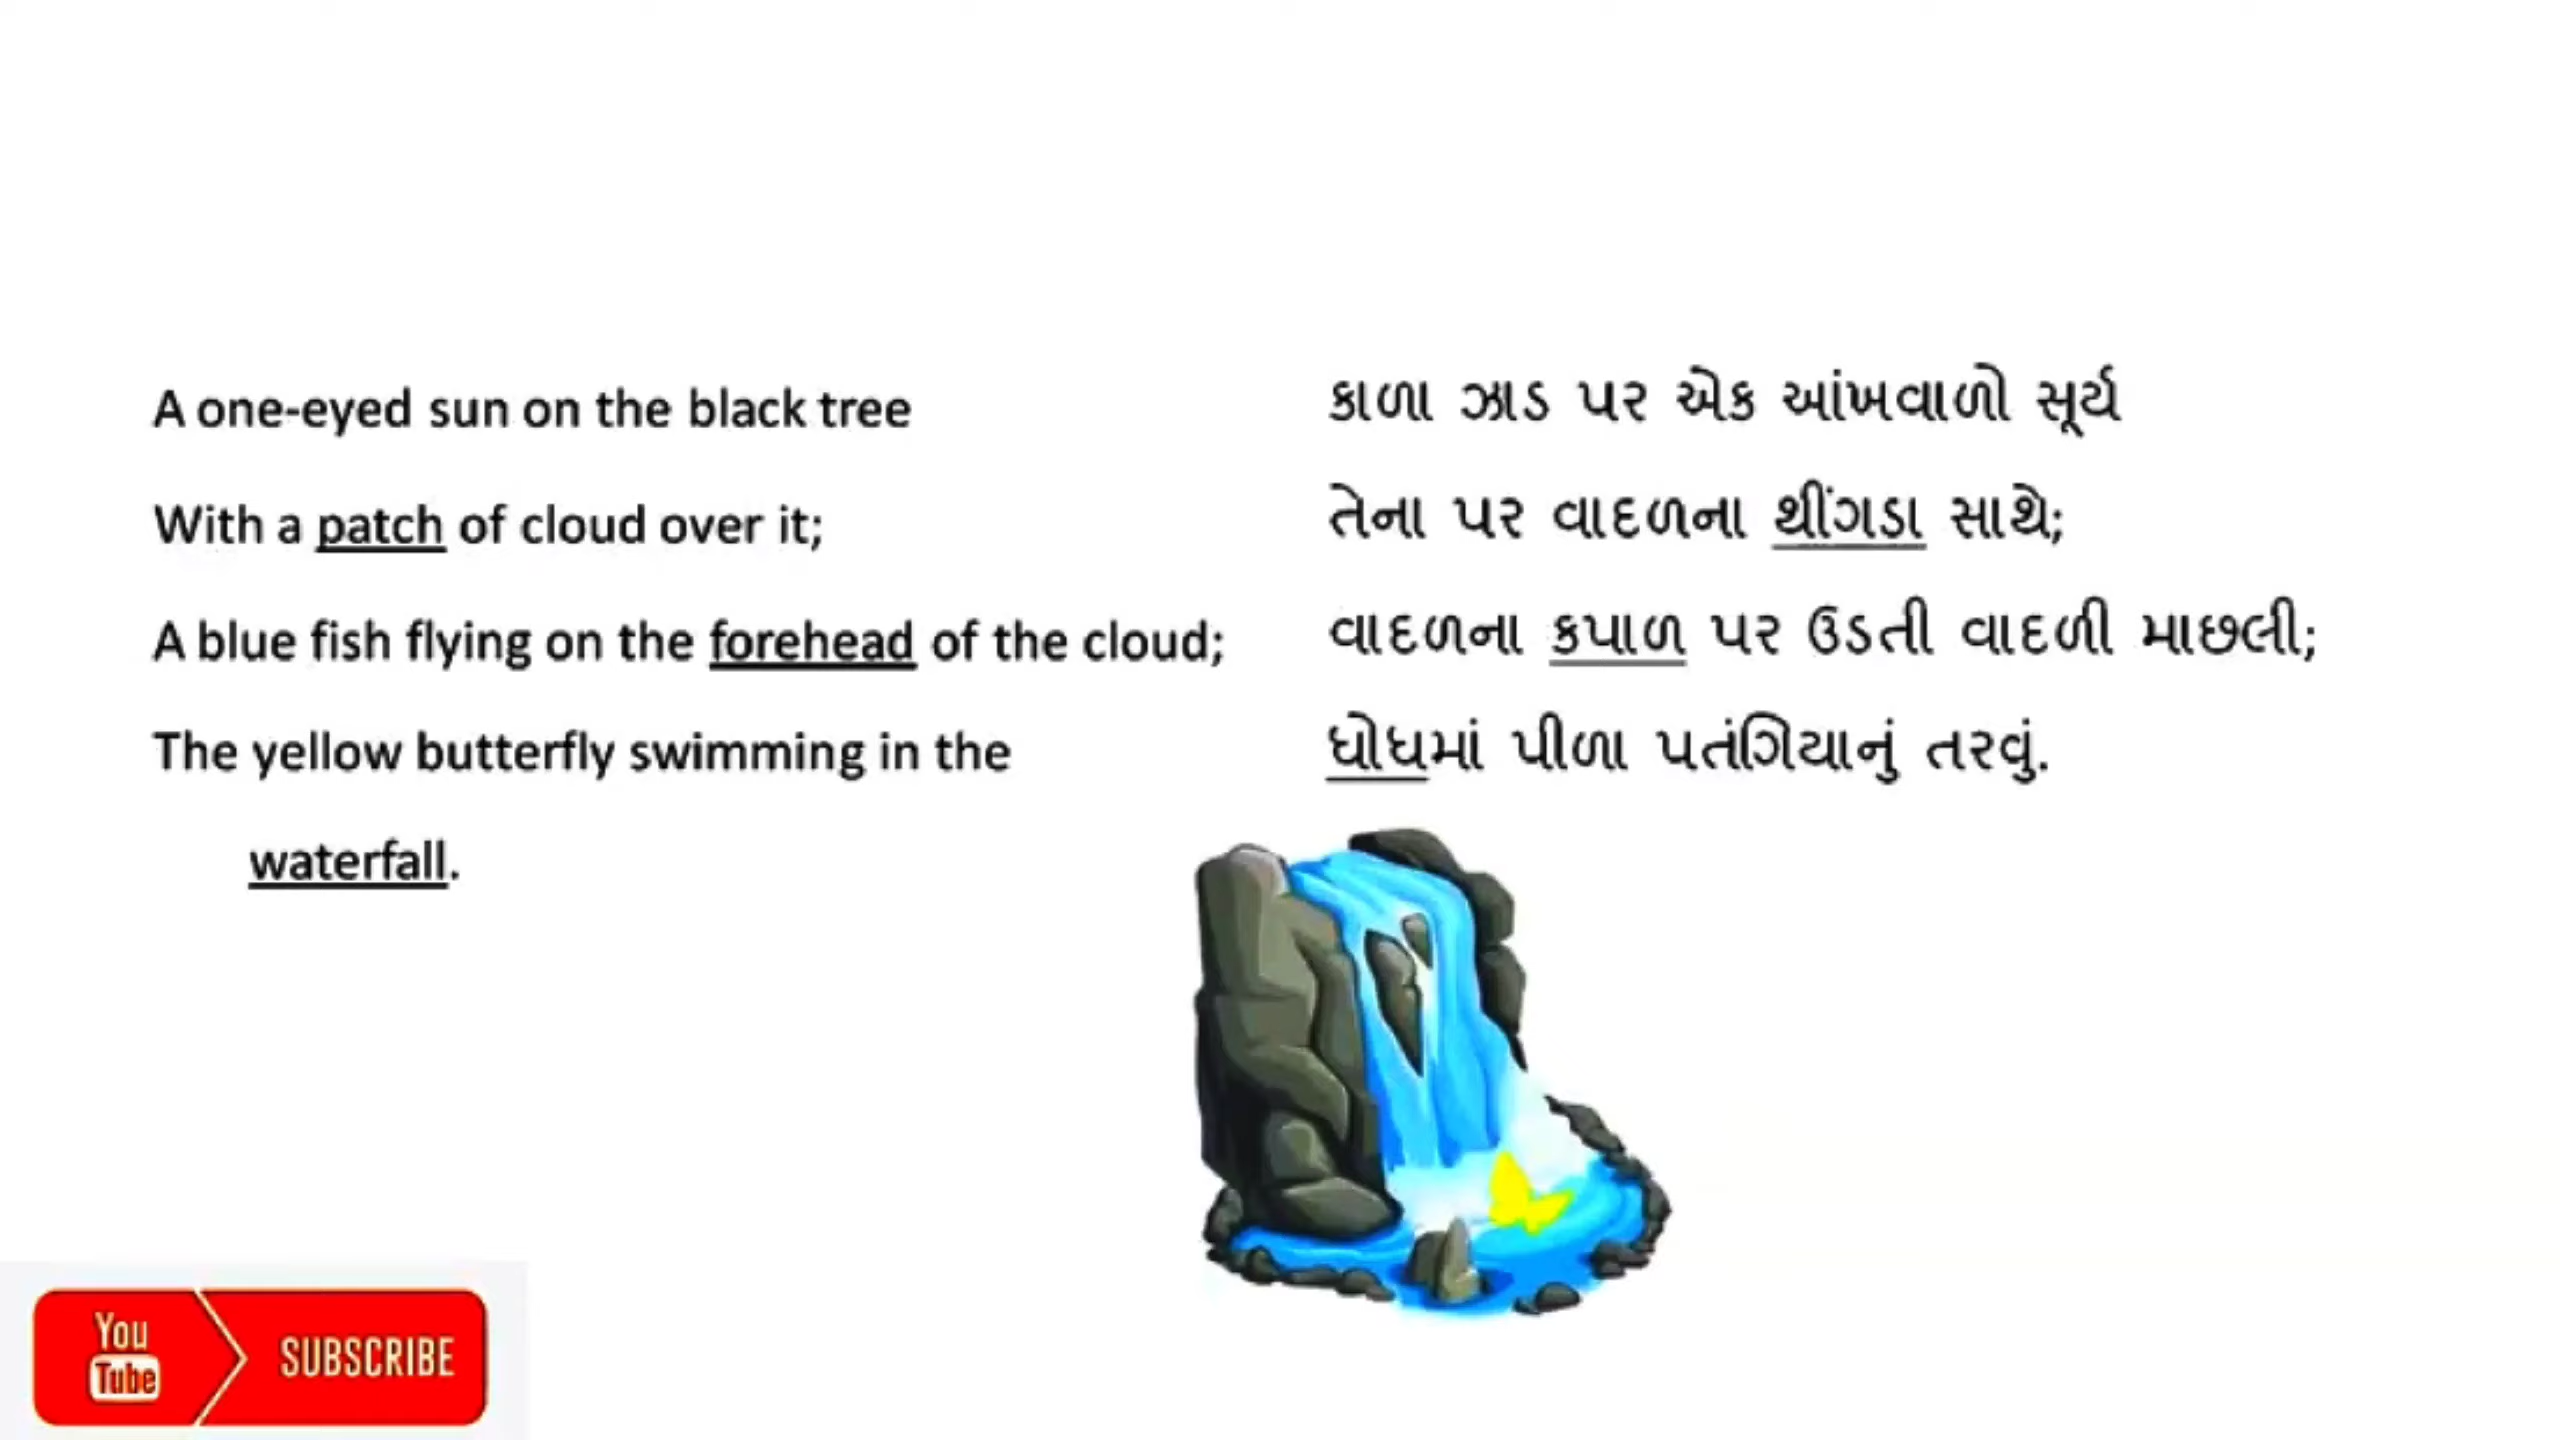 A one-eyed sun on the black tree
With a patch of cloud over it;
A blue fish flying on the forehead of the cloud;
The yellow butterfly swimming in the
waterfall.
કાળા ઝાડ પર એક આંખવાળો સૂર્ય
તેના પર વાદળના થીંગડા સાથે;
વાદળના કપાળ પર ઉડતી વાદળી માછલી;
ધોધમાં પીળા પતંગિયાનું તરવું.
You
Tube
SUBSCRIBE